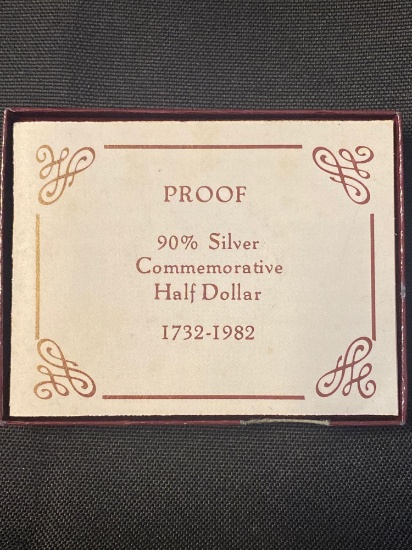 PROOF
90% Silver
Commemorative
Half Dollar
1732-1982